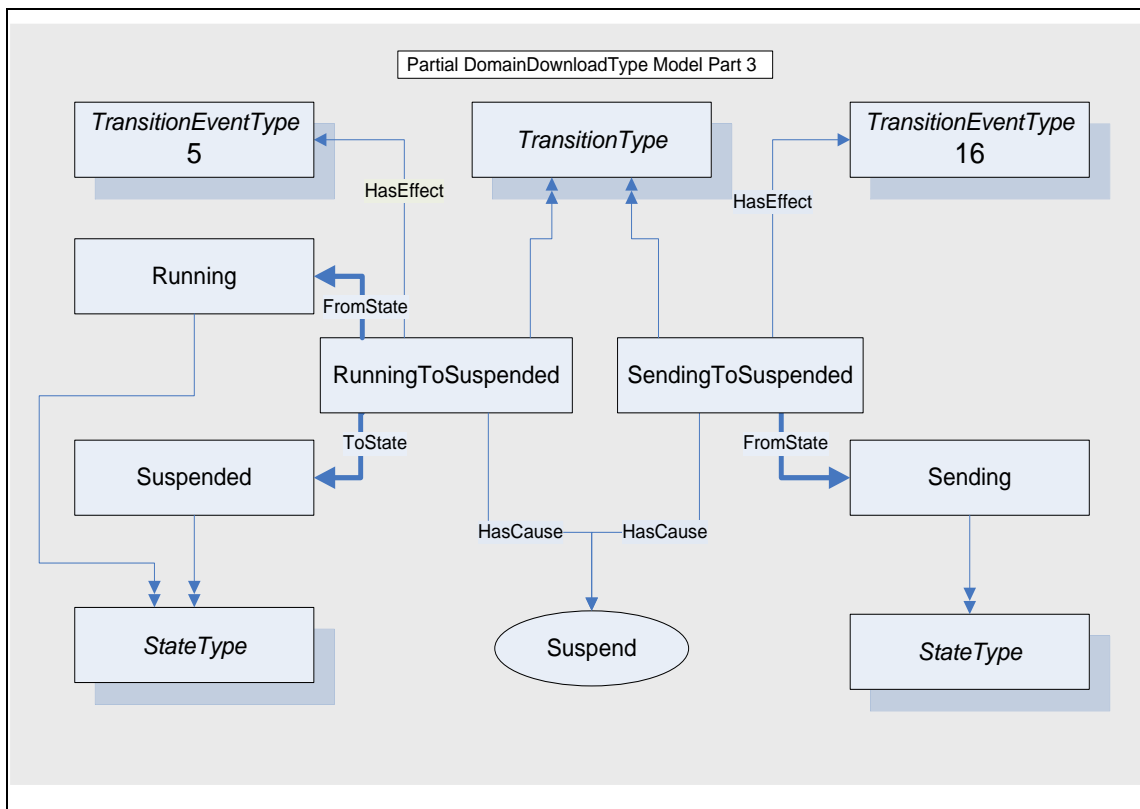 Partial DomainDownloadType Model Part 3
TransitionEventType
5
TransitionType
TransitionEventType
16
HasEffect
HasEffect
Running
FromState
RunningToSuspended
SendingToSuspended
ToState
FromState
Suspended
Sending
HasCause
HasCause
StateType
Suspend
StateType